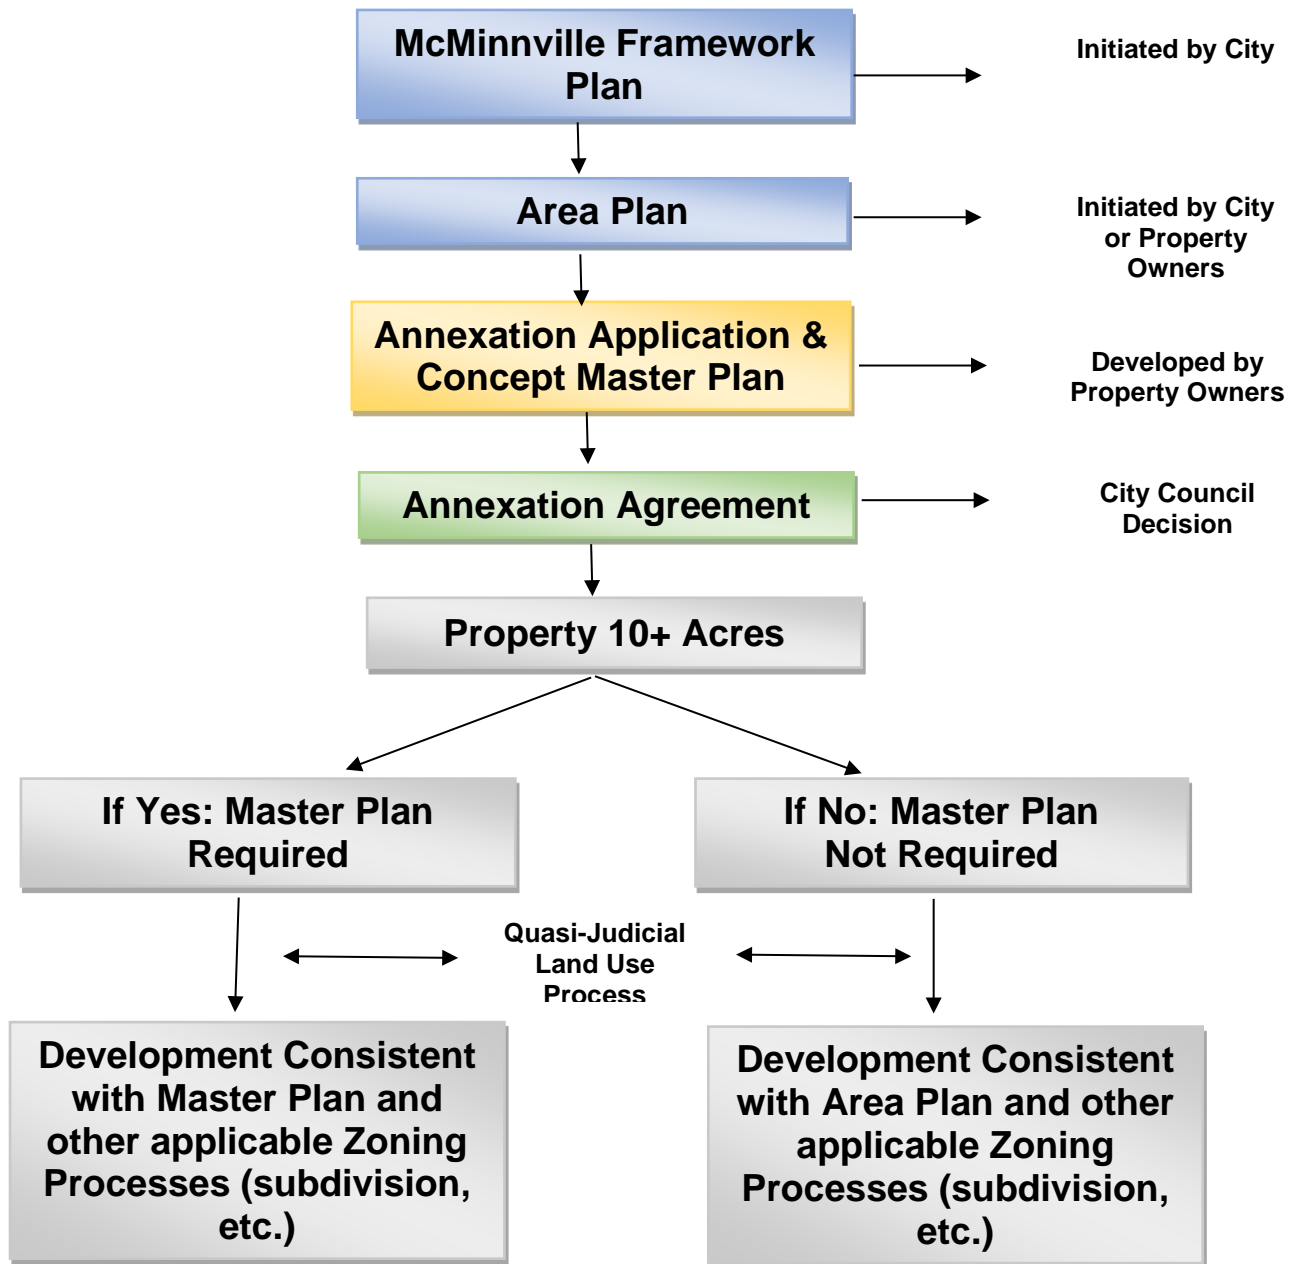 McMinnville Framework
Plan
Initiated by City
Area Plan
Initiated by City
or Property
Owners
Annexation Application &
Concept Master Plan
Developed by
Property Owners
Annexation Agreement
City Council
Decision
Property 10+ Acres
If Yes: Master Plan
Required
If No: Master Plan
Not Required
Quasi-Judicial
Land Use
Process
Development Consistent
with Master Plan and
other applicable Zoning
Processes (subdivision,
etc.)
Development Consistent
with Area Plan and other
applicable Zoning
Processes (subdivision,
etc.)